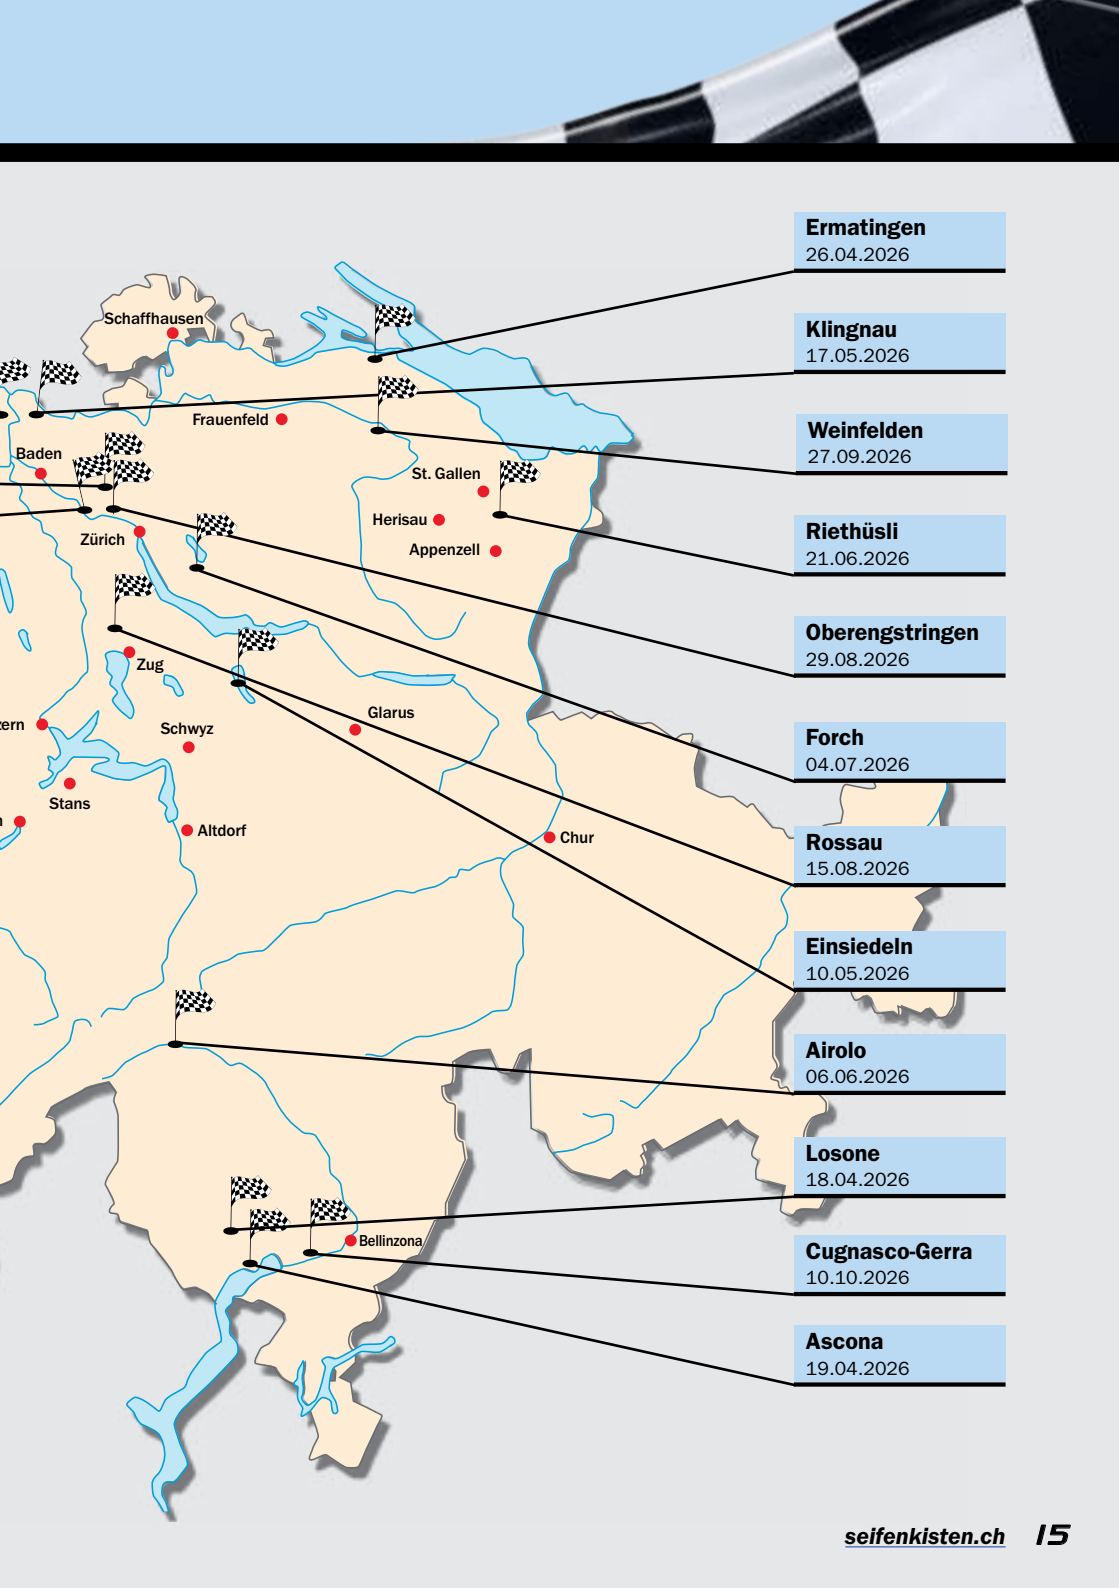 Ermatingen
26.04.2026
Klingnau
17.05.2026
Weinfelden
27.09.2026
Riethüsli
21.06.2026
Oberengstringen
29.08.2026
Forch
04.07.2026
Rossau
15.08.2026
Einsiedeln
10.05.2026
Airolo
06.06.2026
Losone
18.04.2026
Cugnasco-Gerra
10.10.2026
Ascona
19.04.2026
Schaffhausen
Frauenfeld
Baden
St. Gallen
Herisau
Appenzell
Zürich
Zug
Glarus
zern
Schwyz
Stans
Altdorf
Chur
Bellinzona
seifenkisten.ch 15